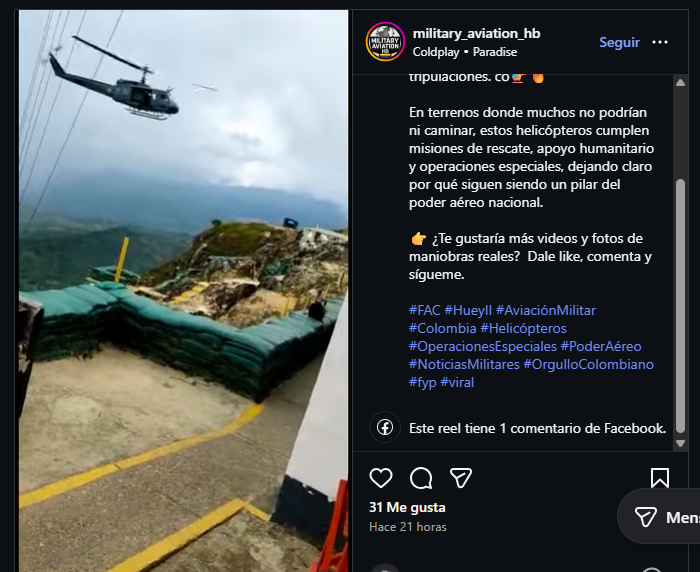 military_aviation_hb
Seguir
Coldplay • Paradise
MILITARY
AVIATION
HB
tripulaciones. co
En terrenos donde muchos no podrían
ni caminar, estos helicópteros cumplen
misiones de rescate, apoyo humanitario
y operaciones especiales, dejando claro
por qué siguen siendo un pilar del
poder aéreo nacional.
👉 ¿Te gustaría más videos y fotos de
maniobras reales? Dale like, comenta y
sígueme.
#FAC #HueyII #AviaciónMilitar
#Colombia #Helicópteros
#OperacionesEspeciales #PoderAéreo
#NoticiasMilitares #OrgulloColombiano
#fyp #viral
Este reel tiene 1 comentario de Facebook.
31 Me gusta
Hace 21 horas
Mens